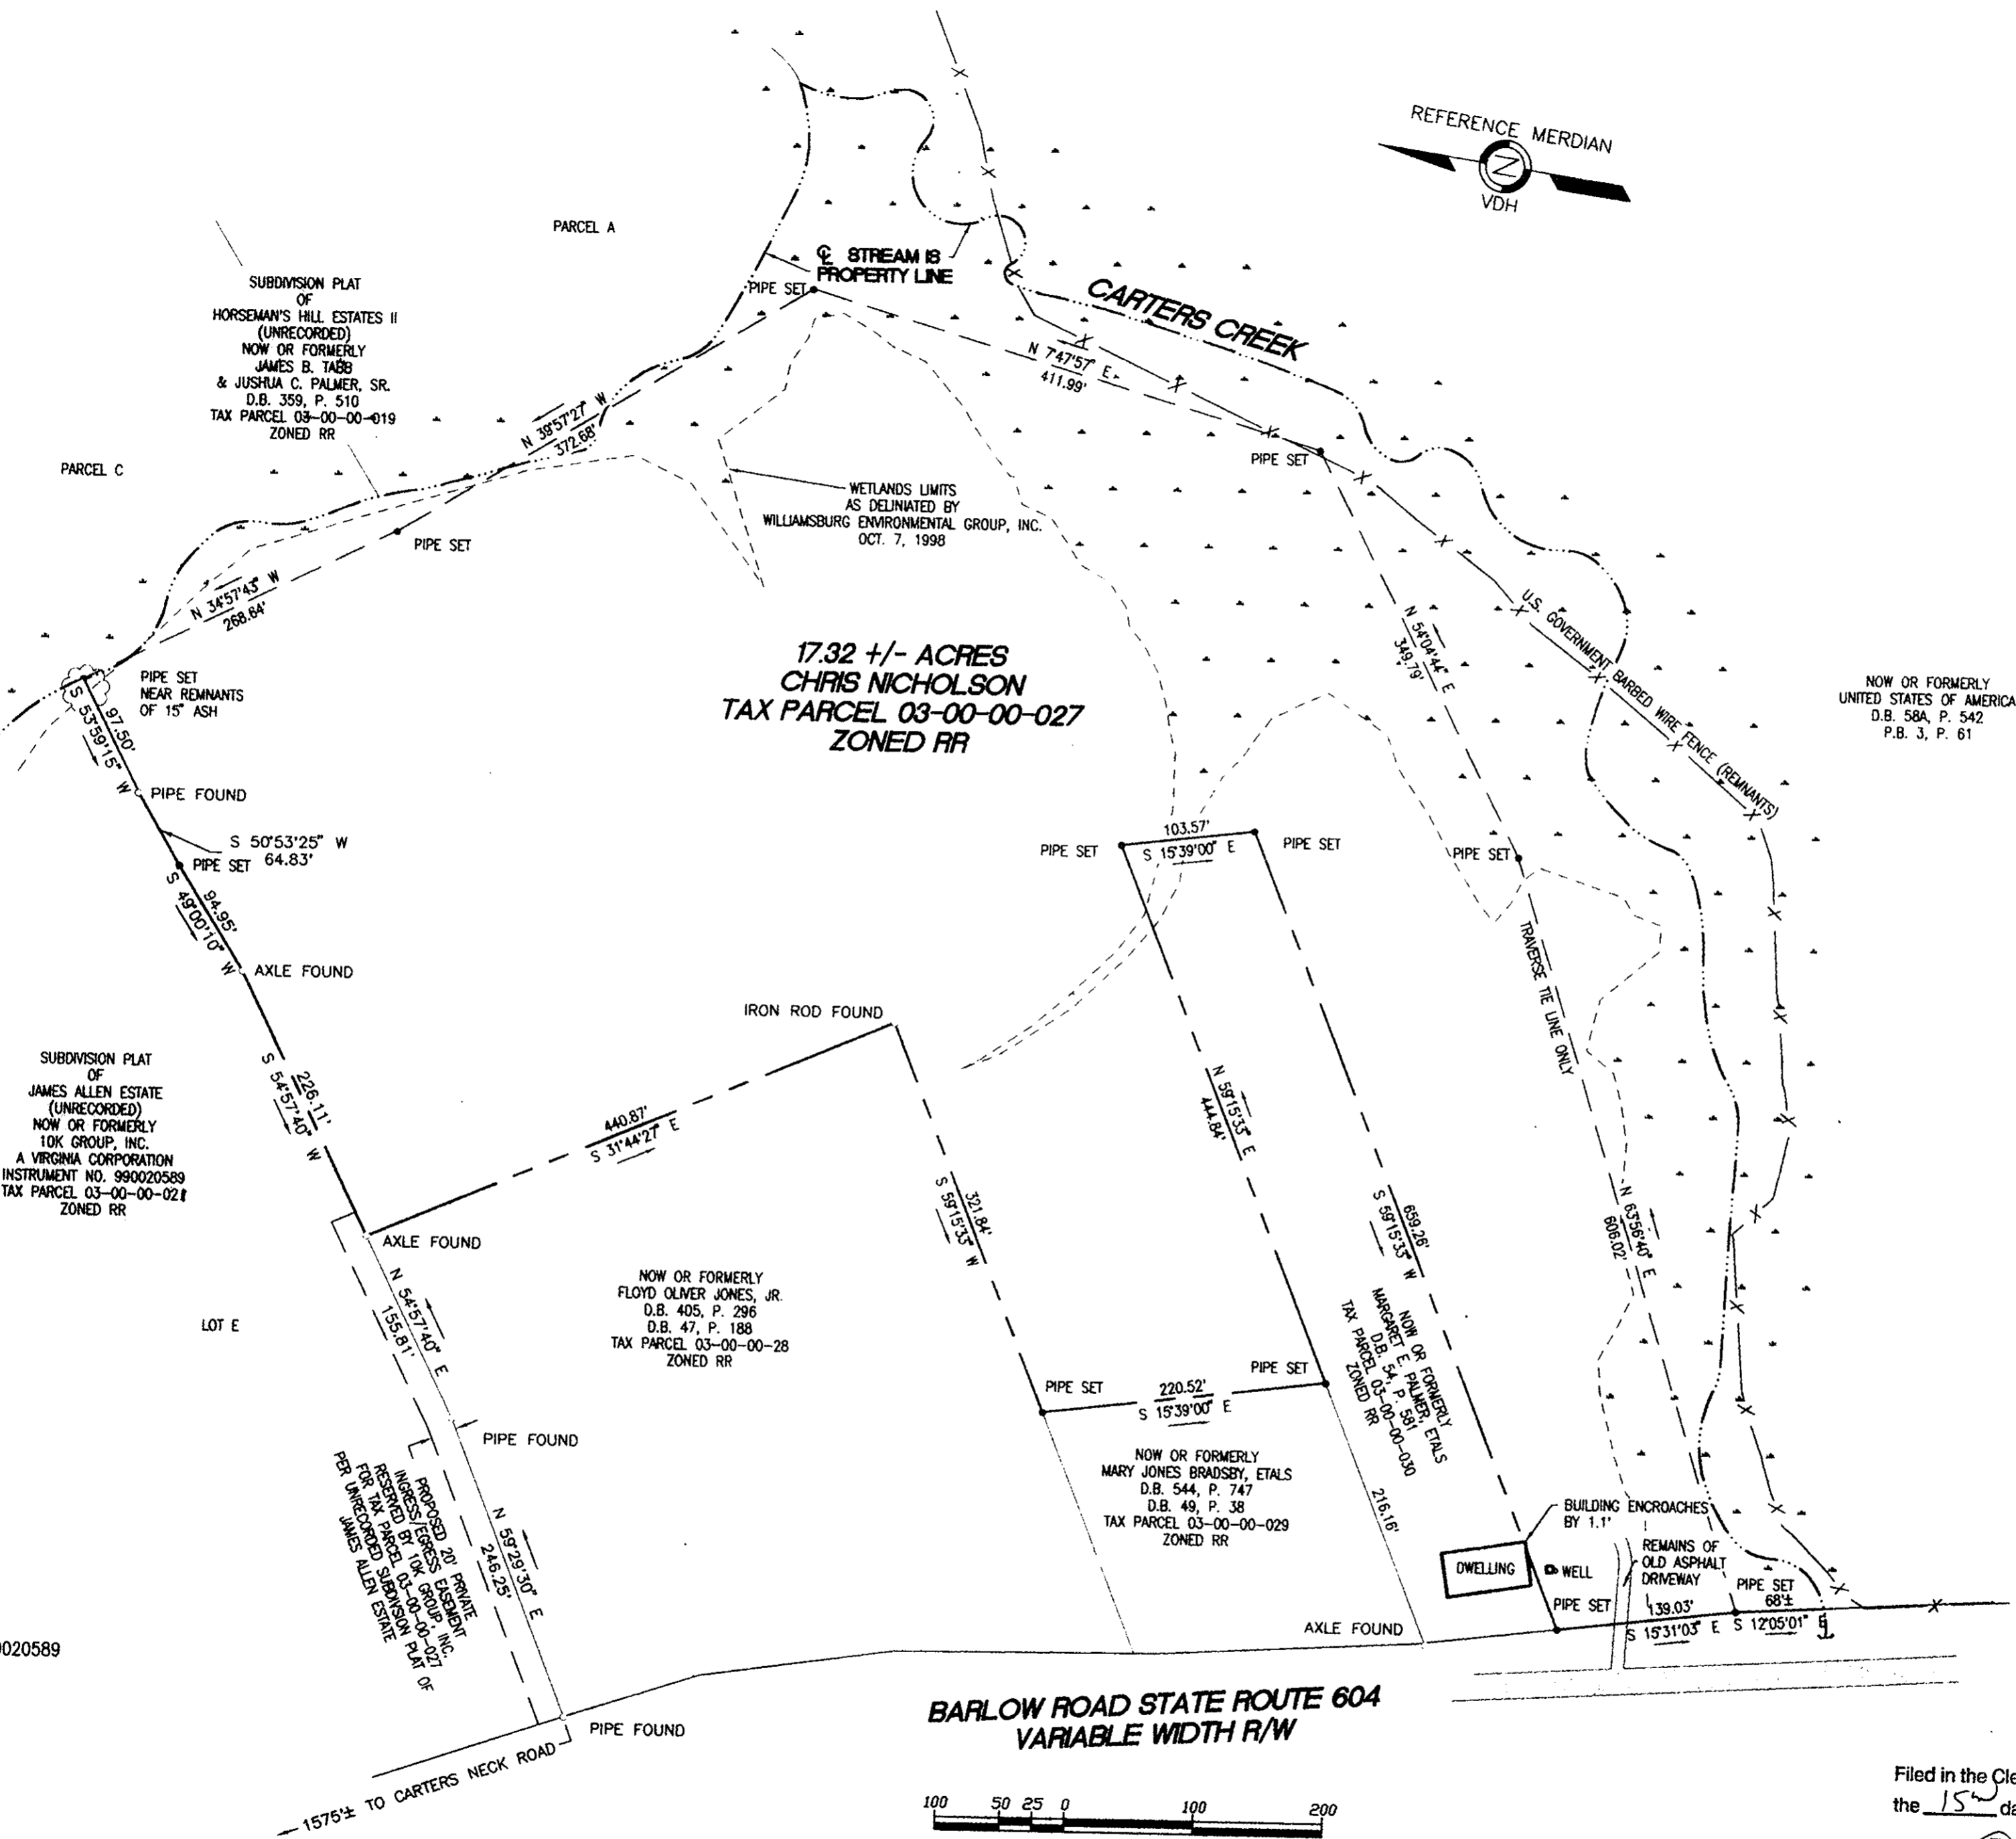 REFERENCE MERDIAN
N
VDH
PARCEL A
℄ STREAM IS
PROPERTY LINE
SUBDIVISION PLAT
OF
HORSEMAN'S HILL ESTATES II
(UNRECORDED)
NOW OR FORMERLY
JAMES B. TABB
& JUSHUA C. PALMER, SR.
D.B. 359, P. 510
TAX PARCEL 03-00-00-019
ZONED RR
PIPE SET
CARTERS CREEK
N 7°47'57" E
411.99'
N 39°57'27" W
372.68'
PARCEL C
PIPE SET
WETLANDS LIMITS
AS DELINIATED BY
WILLIAMSBURG ENVIRONMENTAL GROUP, INC.
OCT. 7, 1998
PIPE SET
N 34°57'43" W
268.64'
N 54°04'44" E
349.79'
U.S. GOVERNMENT BARBED WIRE FENCE (REMNANTS)
17.32 +/- ACRES
CHRIS NICHOLSON
TAX PARCEL 03-00-00-027
ZONED RR
NOW OR FORMERLY
UNITED STATES OF AMERICA
D.B. 58A, P. 542
P.B. 3, P. 61
PIPE SET
NEAR REMNANTS
OF 15" ASH
97.50'
S 53°59'15" W
PIPE FOUND
S 50°53'25" W
64.83'
PIPE SET
94.95'
S 49°00'10" W
AXLE FOUND
103.57'
S 15°39'00" E
PIPE SET
PIPE SET
PIPE SET
TRAVERSE TIE LINE ONLY
IRON ROD FOUND
226.11'
S 54°57'40" W
440.87'
S 31°44'27" E
SUBDIVISION PLAT
OF
JAMES ALLEN ESTATE
(UNRECORDED)
NOW OR FORMERLY
10K GROUP, INC.
A VIRGINIA CORPORATION
INSTRUMENT NO. 990020589
TAX PARCEL 03-00-00-021
ZONED RR
N 59°15'33" E
444.84'
321.84'
S 59°15'33" W
659.26'
S 59°15'33" W
N 63°56'40" E
606.02'
AXLE FOUND
NOW OR FORMERLY
FLOYD OLIVER JONES, JR.
D.B. 405, P. 296
D.B. 47, P. 188
TAX PARCEL 03-00-00-28
ZONED RR
LOT E
N 54°57'40" E
155.81'
NOW OR FORMERLY
MARGARET E. PALMER, ETALS
D.B. 54, P. 581
TAX PARCEL 03-00-00-030
ZONED RR
PIPE SET
PIPE SET
220.52'
S 15°39'00" E
PIPE FOUND
NOW OR FORMERLY
MARY JONES BRADSBY, ETALS
D.B. 544, P. 747
D.B. 49, P. 38
TAX PARCEL 03-00-00-029
ZONED RR
216.16'
PROPOSED 20' PRIVATE
INGRESS/EGRESS EASEMENT
RESERVED BY 10K GROUP, INC.
FOR TAX PARCEL 03-00-00-027
PER UNRECORDED SUBDIVISION PLAT OF
JAMES ALLEN ESTATE
N 59°29'30" E
246.25'
BUILDING ENCROACHES
BY 1.1'
DWELLING
WELL
REMAINS OF
OLD ASPHALT
DRIVEWAY
PIPE SET
PIPE SET
68'±
139.03'
S 15°31'03" E
S 12°05'01" E
AXLE FOUND
0020589
BARLOW ROAD STATE ROUTE 604
VARIABLE WIDTH R/W
PIPE FOUND
1575'± TO CARTERS NECK ROAD
100 50 25 0 100 200
Filed in the Cle
the 15 da